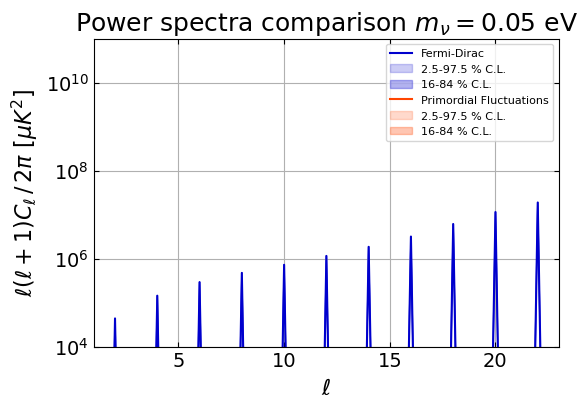 Power spectra comparison $m_\nu = 0.05$ eV
$\ell(\ell+1)C_\ell / 2\pi \; [\mu K^2]$
10^10
10^8
10^6
10^4
Fermi-Dirac
2.5-97.5 % C.L.
16-84 % C.L.
Primordial Fluctuations
2.5-97.5 % C.L.
16-84 % C.L.
5 10 15 20
ℓ